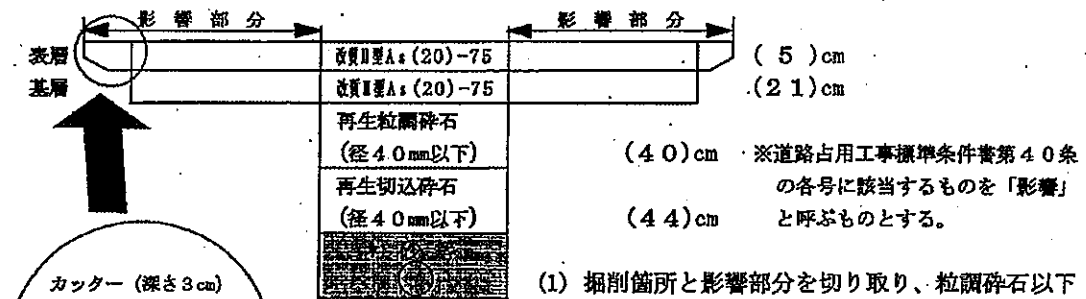 影響部分 影響部分
表層 改質Ⅱ型As(20)-75 (5)cm
基層 改質Ⅱ型As(20)-75 (21)cm
再生粒調砕石
(径40mm以下) (40)cm ※道路占用工事標準条件書第40条
再生切込砕石 の各号に該当するものを「影響」
(径40mm以下) (44)cm と呼ぶものとする。
カッター(深さ3cm) (1) 掘削箇所と影響部分を切り取り、粒調砕石以下